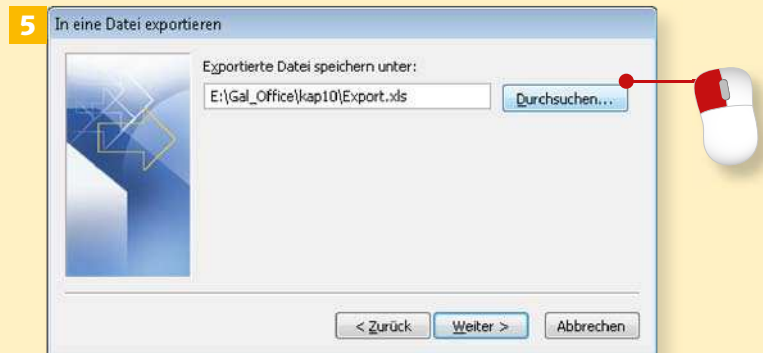 5
In eine Datei exportieren
Exportierte Datei speichern unter:
E:\Gal_Office\kap10\Export.xls
Durchsuchen...
< Zurück
Weiter >
Abbrechen